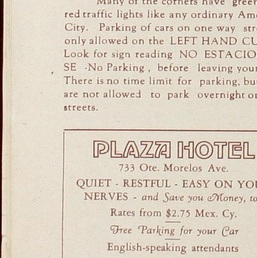 Many of the corners have green
red traffic lights like any ordinary Ame
City. Parking of cars on one way str
only allowed on the LEFT HAND CU
Look for sign reading NO ESTACIO
SE -No Parking, before leaving your
There is no time limit for parking, bu
are not allowed to park overnight o
streets.
PLAZA HOTEL
733 Ote. Morelos Ave.
QUIET - RESTFUL - EASY ON YOU
NERVES - and Save you Money, to
Rates from $2.75 Mex. Cy.
Free Parking for your Car
English-speaking attendants